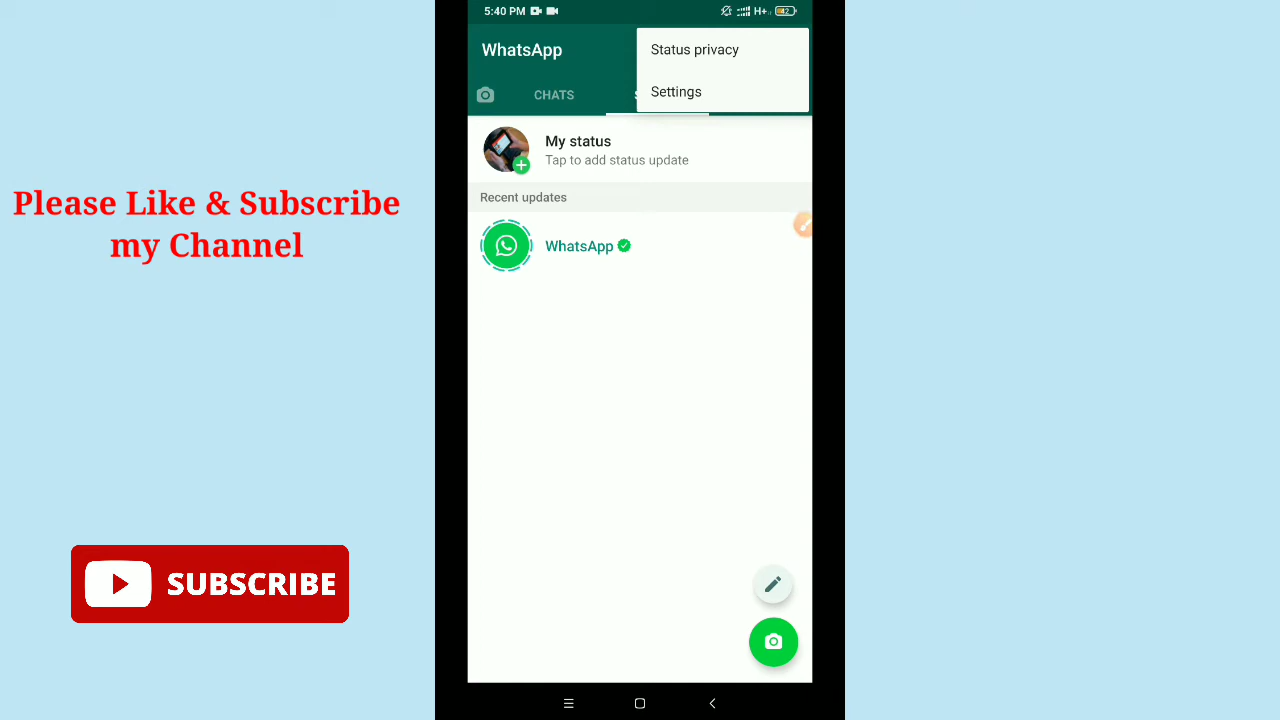 5:40 PM
H+
42
WhatsApp
Status privacy
Settings
CHATS
My status
Tap to add status update
Recent updates
WhatsApp
Please Like & Subscribe
my Channel
SUBSCRIBE